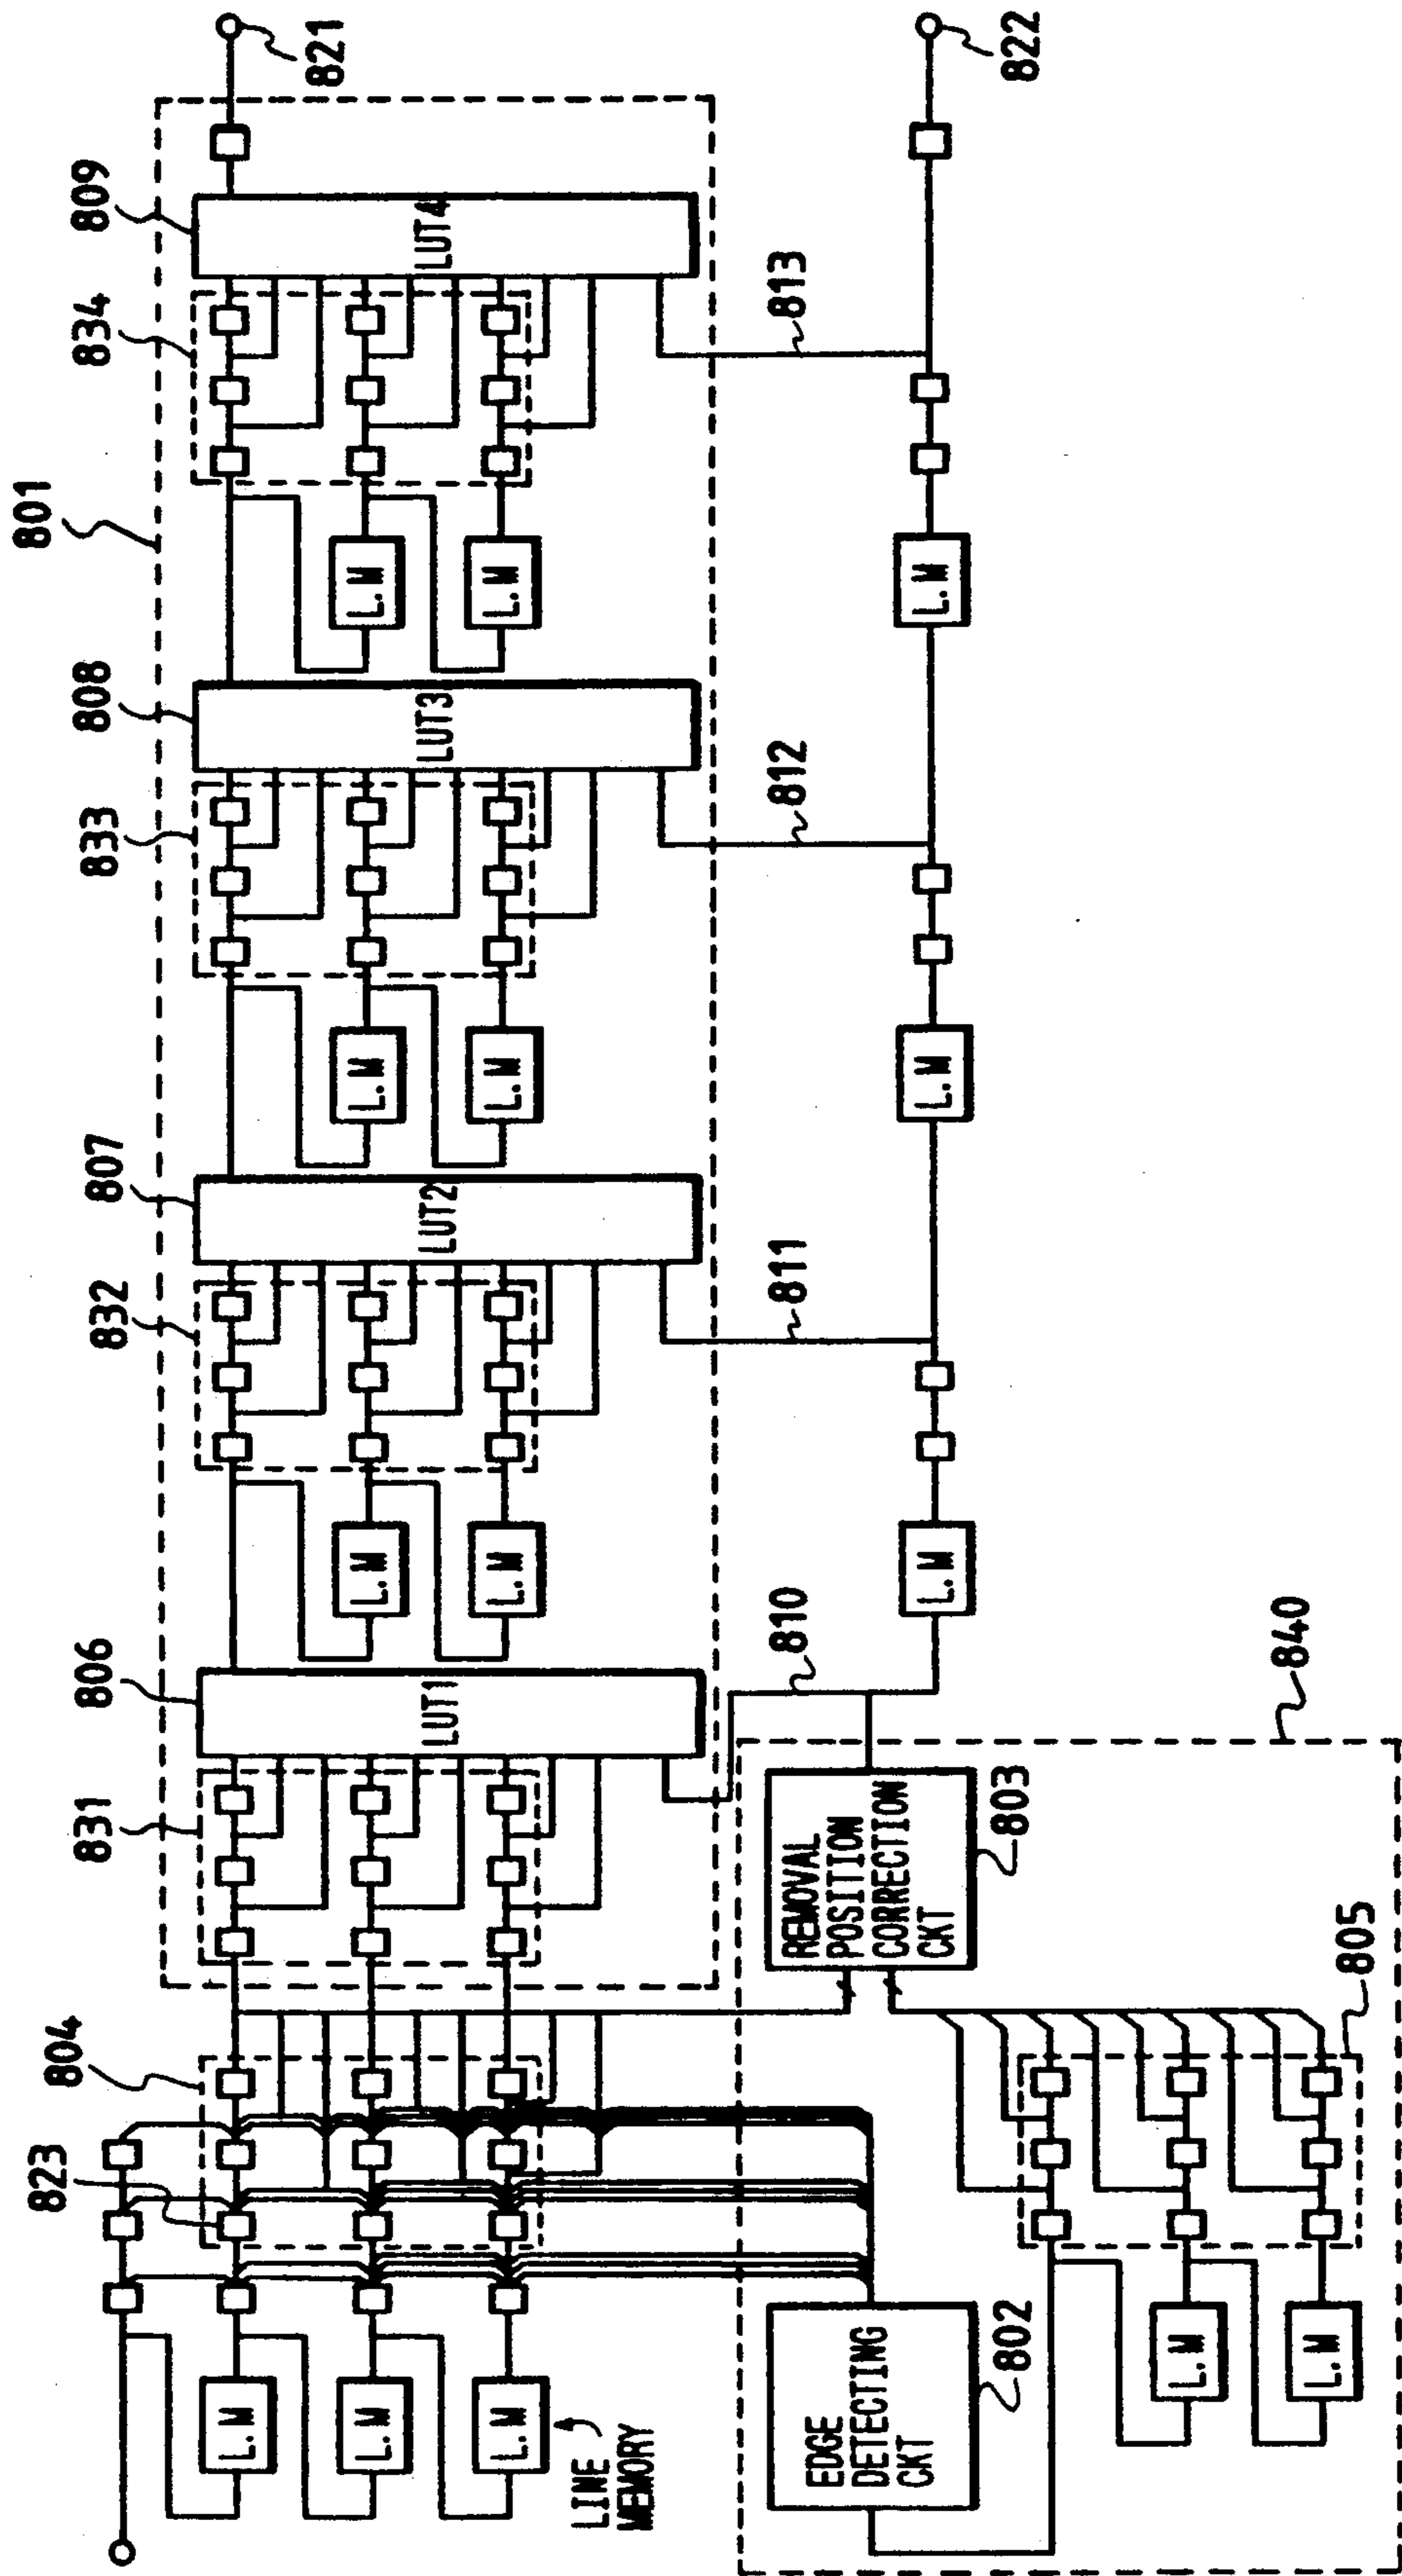 801
823
804
831
806
832
807
833
808
834
809
821
L.M
L.M
L.M
LINE
MEMORY
LUT1
L.M
L.M
LUT2
L.M
L.M
LUT3
L.M
L.M
LUT4
810
811
812
813
EDGE
DETECTING
CKT
802
REMOVAL
POSITION
CORRECTION
CKT
803
L.M
L.M
L.M
822
L.M
L.M
805
840